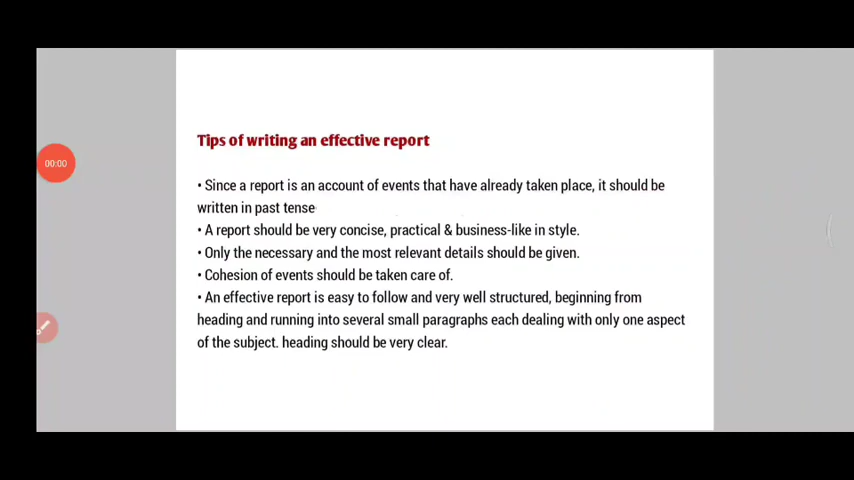 Tips of writing an effective report
• Since a report is an account of events that have already taken place, it should be
written in past tense
• A report should be very concise, practical & business-like in style.
• Only the necessary and the most relevant details should be given.
• Cohesion of events should be taken care of.
• An effective report is easy to follow and very well structured, beginning from
heading and running into several small paragraphs each dealing with only one aspect
of the subject. heading should be very clear.
00:00